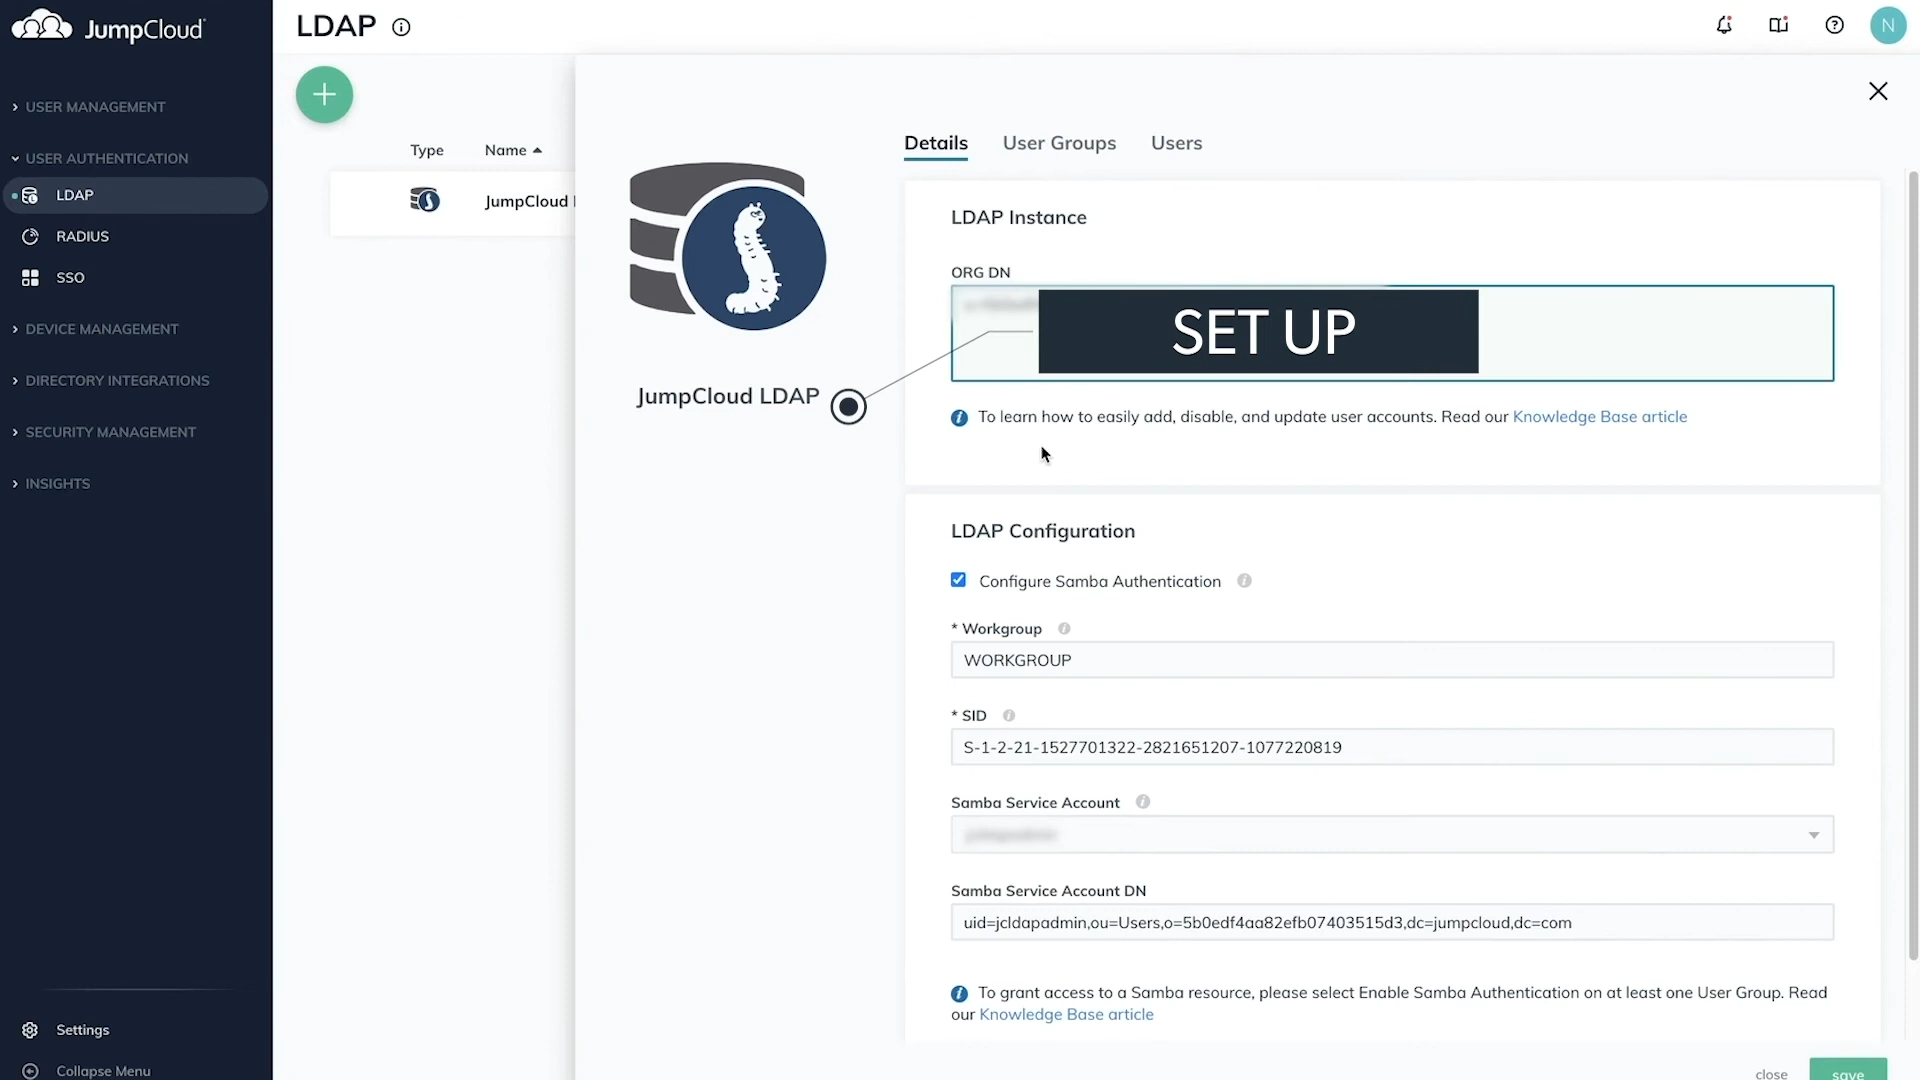 JumpCloud
USER MANAGEMENT
USER AUTHENTICATION
LDAP
RADIUS
SSO
DEVICE MANAGEMENT
DIRECTORY INTEGRATIONS
SECURITY MANAGEMENT
INSIGHTS
Settings
Collapse Menu
LDAP
N
Type Name
JumpCloud
JumpCloud LDAP
Details User Groups Users
LDAP Instance
ORG DN
SET UP
To learn how to easily add, disable, and update user accounts. Read our Knowledge Base article
LDAP Configuration
Configure Samba Authentication
* Workgroup
WORKGROUP
* SID
S-1-2-21-1527701322-2821651207-1077220819
Samba Service Account
Samba Service Account DN
uid=jcldapadmin,ou=Users,o=5b0edf4aa82efb07403515d3,dc=jumpcloud,dc=com
To grant access to a Samba resource, please select Enable Samba Authentication on at least one User Group. Read
our Knowledge Base article
close save